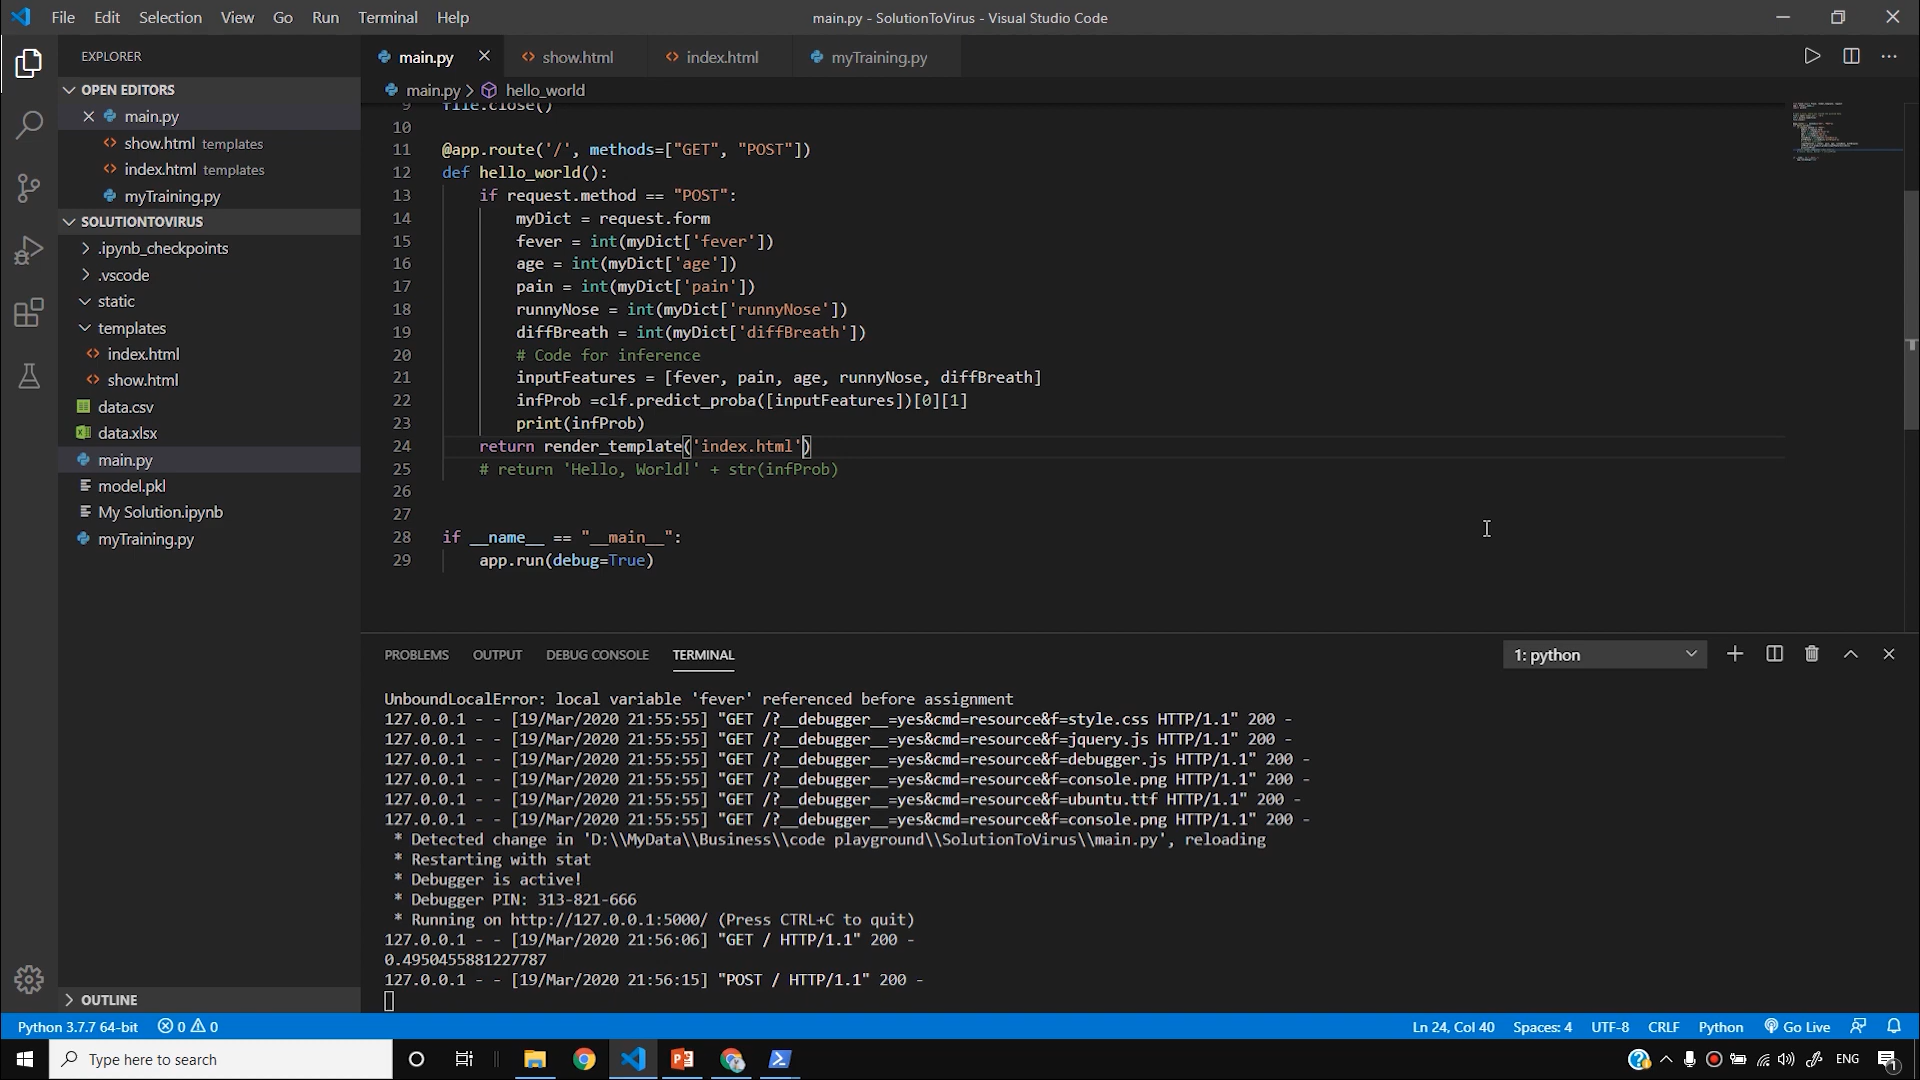 File Edit Selection View Go Run Terminal Help
main.py - SolutionToVirus - Visual Studio Code
EXPLORER
OPEN EDITORS
main.py
show.html templates
index.html templates
myTraining.py
SOLUTIONTOVIRUS
.ipynb_checkpoints
.vscode
static
templates
index.html
show.html
data.csv
data.xlsx
main.py
model.pkl
My Solution.ipynb
myTraining.py
OUTLINE
main.py show.html index.html myTraining.py
main.py > hello_world
9 file.close()
10
11 @app.route('/', methods=["GET", "POST"])
12 def hello_world():
13 if request.method == "POST":
14 myDict = request.form
15 fever = int(myDict['fever'])
16 age = int(myDict['age'])
17 pain = int(myDict['pain'])
18 runnyNose = int(myDict['runnyNose'])
19 diffBreath = int(myDict['diffBreath'])
20 # Code for inference
21 inputFeatures = [fever, pain, age, runnyNose, diffBreath]
22 infProb =clf.predict_proba([inputFeatures])[0][1]
23 print(infProb)
24 return render_template('index.html')
25 # return 'Hello, World!' + str(infProb)
26
27
28 if __name__ == "__main__":
29 app.run(debug=True)
PROBLEMS OUTPUT DEBUG CONSOLE TERMINAL
1: python
UnboundLocalError: local variable 'fever' referenced before assignment
127.0.0.1 - - [19/Mar/2020 21:55:55] "GET /?__debugger__=yes&cmd=resource&f=style.css HTTP/1.1" 200 -
127.0.0.1 - - [19/Mar/2020 21:55:55] "GET /?__debugger__=yes&cmd=resource&f=jquery.js HTTP/1.1" 200 -
127.0.0.1 - - [19/Mar/2020 21:55:55] "GET /?__debugger__=yes&cmd=resource&f=debugger.js HTTP/1.1" 200 -
127.0.0.1 - - [19/Mar/2020 21:55:55] "GET /?__debugger__=yes&cmd=resource&f=console.png HTTP/1.1" 200 -
127.0.0.1 - - [19/Mar/2020 21:55:55] "GET /?__debugger__=yes&cmd=resource&f=ubuntu.ttf HTTP/1.1" 200 -
127.0.0.1 - - [19/Mar/2020 21:55:55] "GET /?__debugger__=yes&cmd=resource&f=console.png HTTP/1.1" 200 -
* Detected change in 'D:\\MyData\\Business\\code playground\\SolutionToVirus\\main.py', reloading
* Restarting with stat
* Debugger is active!
* Debugger PIN: 313-821-666
* Running on http://127.0.0.1:5000/ (Press CTRL+C to quit)
127.0.0.1 - - [19/Mar/2020 21:56:06] "GET / HTTP/1.1" 200 -
0.4950455881227787
127.0.0.1 - - [19/Mar/2020 21:56:15] "POST / HTTP/1.1" 200 -
Python 3.7.7 64-bit 0 0 Ln 24, Col 40 Spaces: 4 UTF-8 CRLF Python Go Live
Type here to search ENG 1